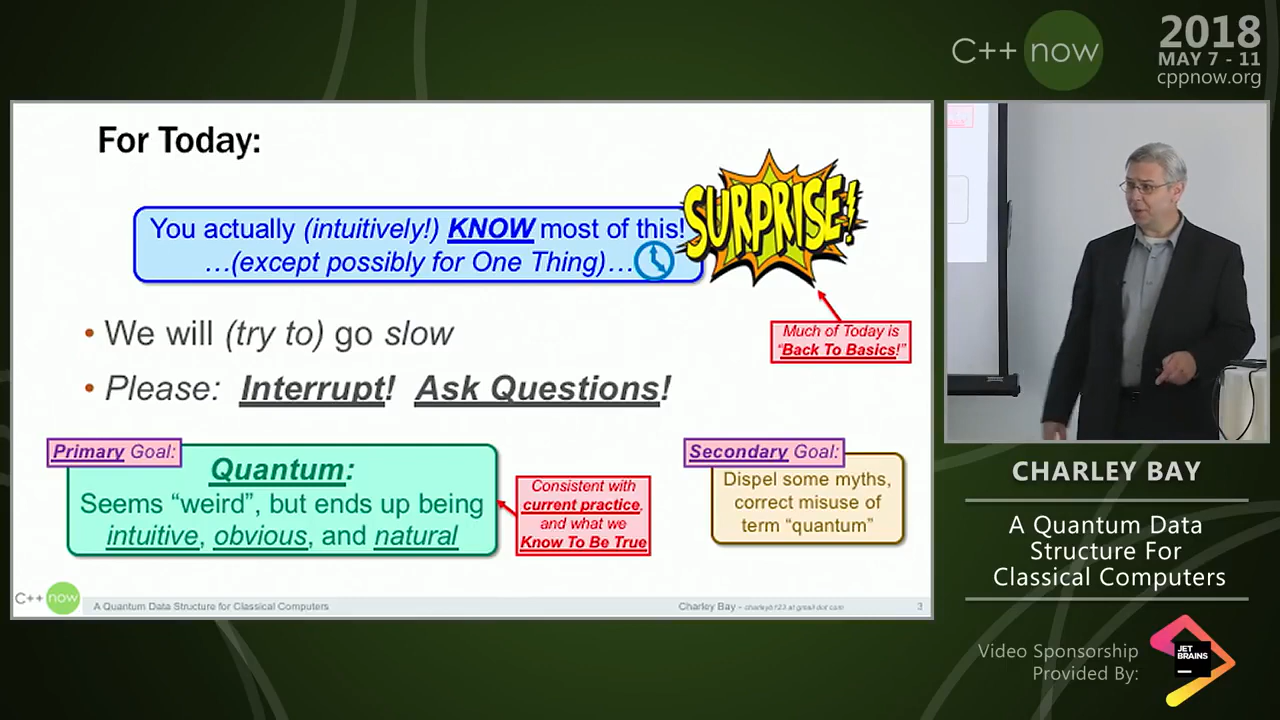 C++ now
2018
MAY 7 - 11
cppnow.org
For Today:
You actually (intuitively!) KNOW most of this!
…(except possibly for One Thing)…
SURPRISE!
Much of Today is
“Back To Basics!”
• We will (try to) go slow
• Please: Interrupt! Ask Questions!
Primary Goal:
Quantum:
Seems “weird”, but ends up being
intuitive, obvious, and natural
Consistent with
current practice,
and what we
Know To Be True
Secondary Goal:
Dispel some myths,
correct misuse of
term “quantum”
C++ now
A Quantum Data Structure for Classical Computers
Charley Bay - charleyb123 at gmail dot com
3
CHARLEY BAY
A Quantum Data
Structure For
Classical Computers
Video Sponsorship
Provided By:
JET
BRAINS